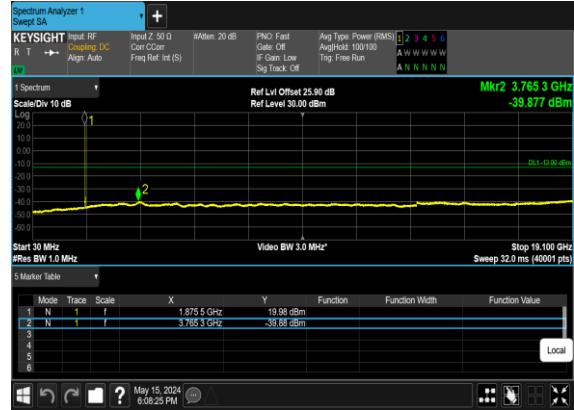 Spectrum Analyzer 1
Swept SA
+
KEYSIGHT Input: RF Input Z: 50 Ω #Atten: 20 dB PNO: Fast Avg Type: Power (RMS) 1 2 3 4 5 6
R T Coupling: DC Corr CCorr Gate: Off Avg|Hold: 100/100 A W W W W W
Align: Auto Freq Ref: Int (S) IF Gain: Low Trig: Free Run
LM Sig Track: Off A N N N N N
1 Spectrum Ref Lvl Offset 25.90 dB Mkr2 3.765 3 GHz
Scale/Div 10 dB Ref Level 30.00 dBm -39.877 dBm
Log
20.0
10.0
0.00
-10.0
-20.0
-30.0
-40.0
-50.0
-60.0
1
DL1 -13.00 dBm
2
Start 30 MHz Video BW 3.0 MHz* Stop 19.100 GHz
#Res BW 1.0 MHz Sweep 32.0 ms (40001 pts)
5 Marker Table
Mode Trace Scale X Y Function Function Width Function Value
1 N 1 f 1.875 5 GHz 19.98 dBm
2 N 1 f 3.765 3 GHz -39.88 dBm
3
4
5
6
Local
? May 15, 2024
6:08:25 PM